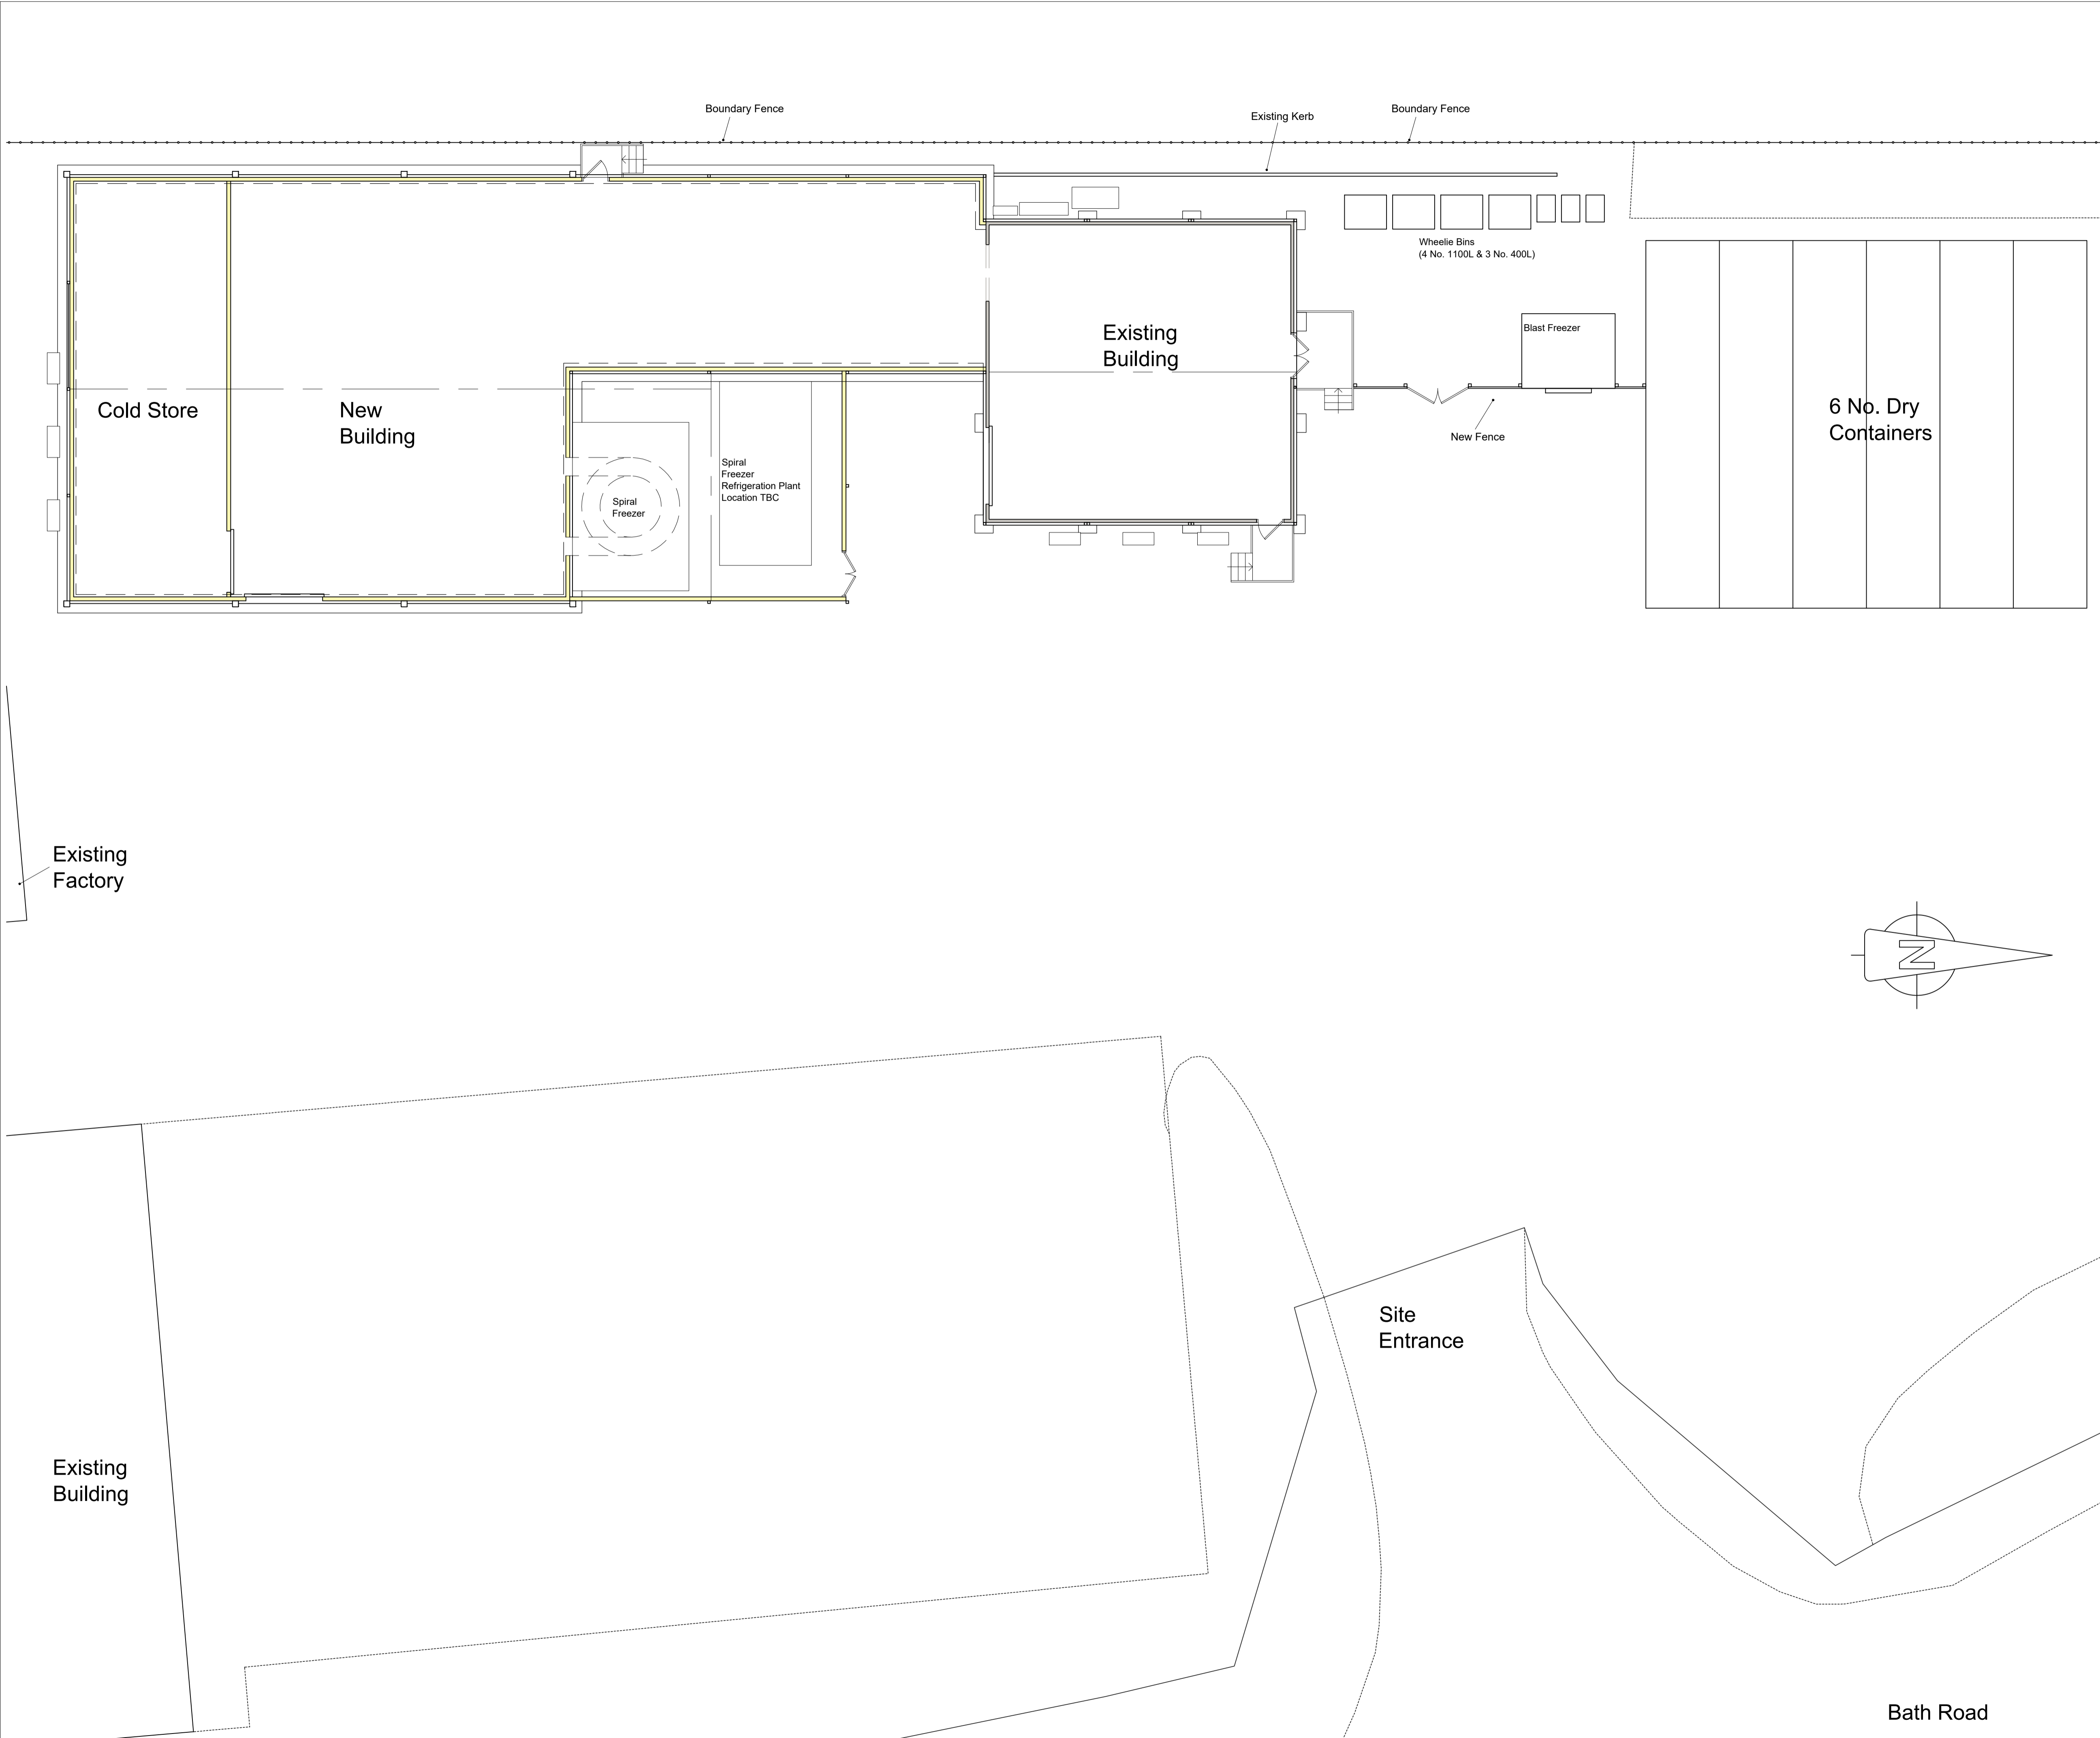 Boundary Fence
Existing Kerb
Boundary Fence
Wheelie Bins
(4 No. 1100L & 3 No. 400L)
Existing
Building
Blast Freezer
Cold Store
New
Building
6 No. Dry
Containers
New Fence
Spiral
Freezer
Refrigeration Plant
Location TBC
Spiral
Freezer
Existing
Factory
N
Site
Entrance
Existing
Building
Bath Road